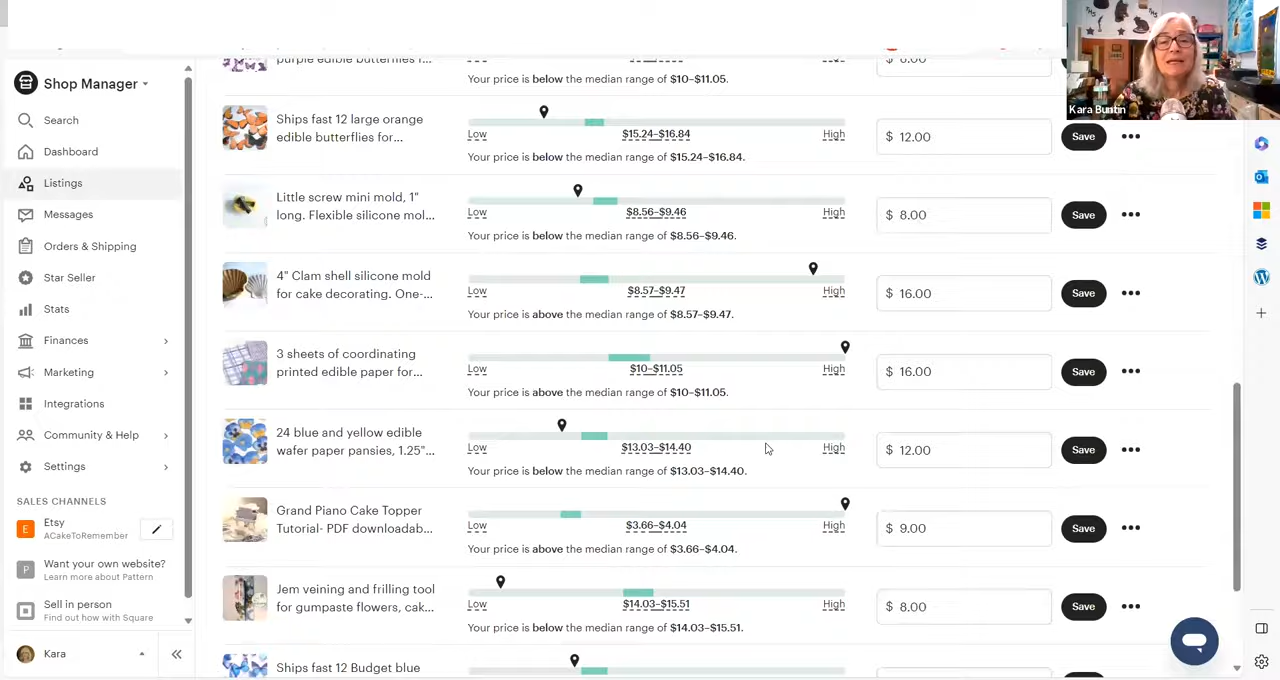 Kara Buntin
Shop Manager
Search
Dashboard
Listings
Messages
Orders & Shipping
Star Seller
Stats
Finances
Marketing
Integrations
Community & Help
Settings
SALES CHANNELS
Etsy
ACakeToRemember
Want your own website?
Learn more about Pattern
Sell in person
Find out how with Square
Kara
purple edible butterflies f...
Your price is below the median range of $10–$11.05.
Ships fast 12 large orange
edible butterflies for...
Low $15.24–$16.84 High
Your price is below the median range of $15.24–$16.84.
$ 12.00 Save
Little screw mini mold, 1"
long. Flexible silicone mol...
Low $8.56–$9.46 High
Your price is below the median range of $8.56–$9.46.
$ 8.00 Save
4" Clam shell silicone mold
for cake decorating. One-...
Low $8.57–$9.47 High
Your price is above the median range of $8.57–$9.47.
$ 16.00 Save
3 sheets of coordinating
printed edible paper for...
Low $10–$11.05 High
Your price is above the median range of $10–$11.05.
$ 16.00 Save
24 blue and yellow edible
wafer paper pansies, 1.25"...
Low $13.03–$14.40 High
Your price is below the median range of $13.03–$14.40.
$ 12.00 Save
Grand Piano Cake Topper
Tutorial- PDF downloadab...
Low $3.66–$4.04 High
Your price is above the median range of $3.66–$4.04.
$ 9.00 Save
Jem veining and frilling tool
for gumpaste flowers, cak...
Low $14.03–$15.51 High
Your price is below the median range of $14.03–$15.51.
$ 8.00 Save
Ships fast 12 Budget blue